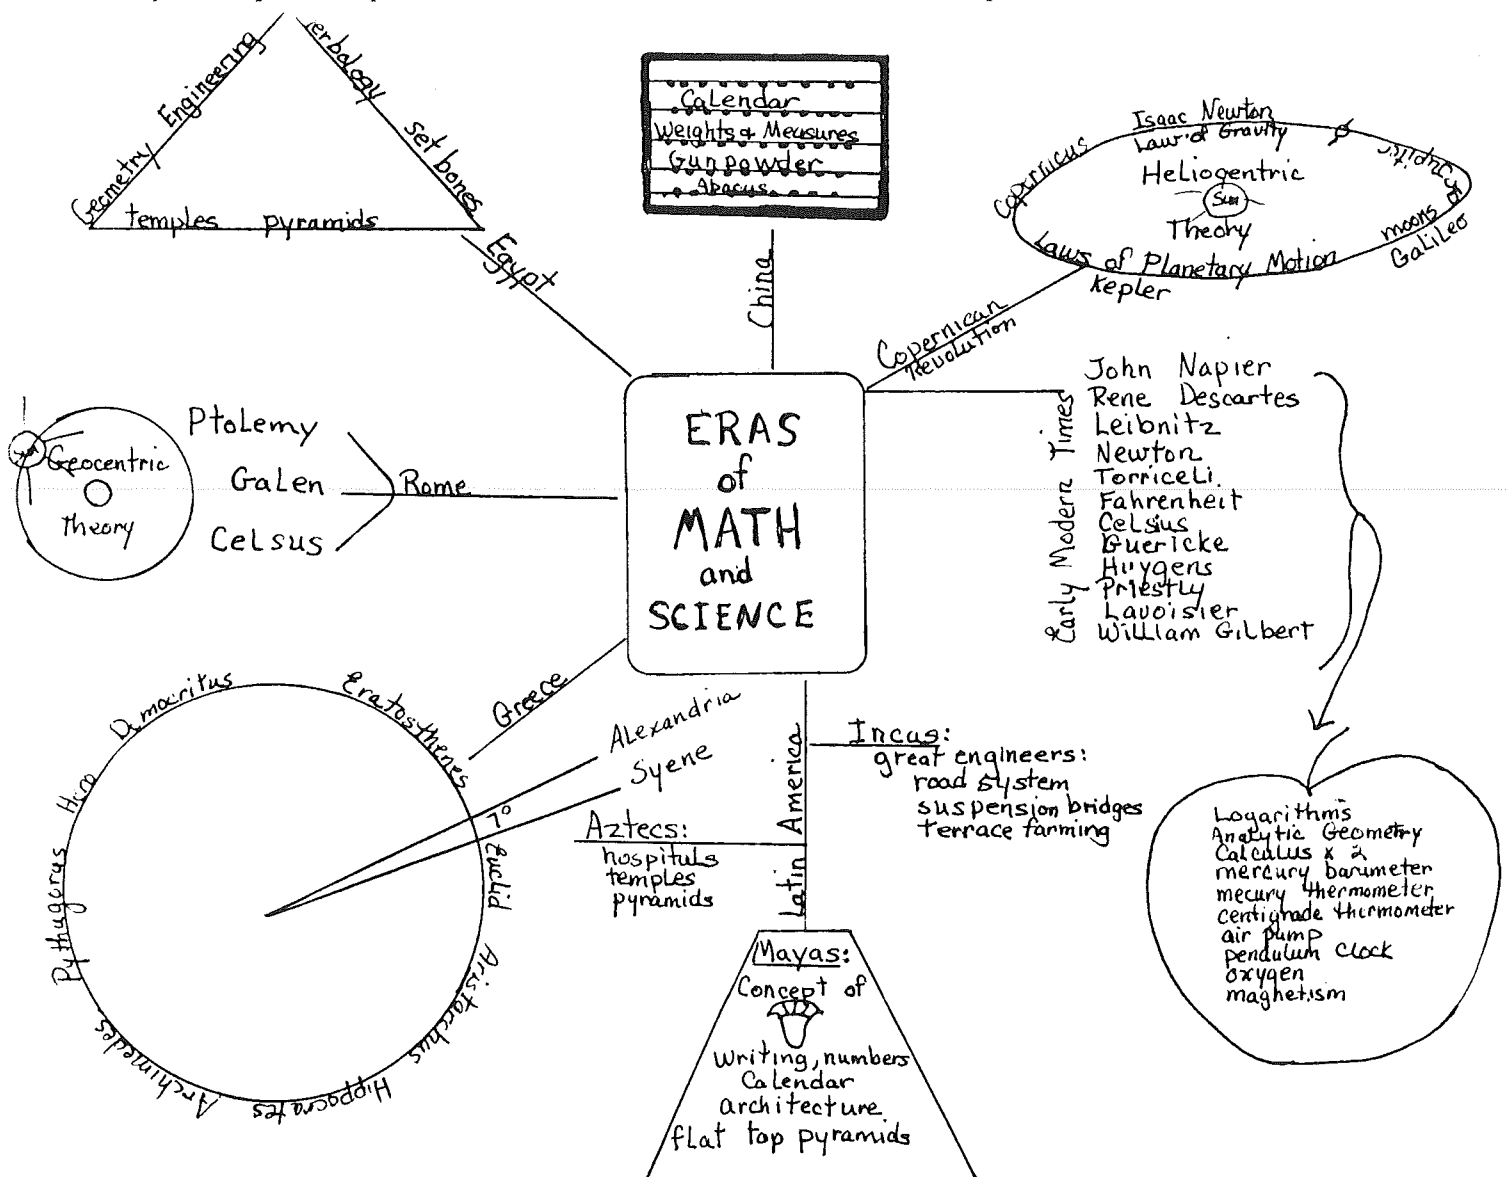 Geometry Engineering
erbology set bones
temples pyramids
Egypt
Calendar
Weights & Measures
Gunpowder
Abacus
China
Isaac Newton
Law of Gravity
Copernicus
Heliogentric
Sun
Theory
Laws of Planetary Motion
Kepler
moons of Jupiter
GaLiLeo
Copernican
Revolution
ERAS
of
MATH
and
SCIENCE
Ptolemy
Galen
Celsus
Rome
Geocentric
Theory
Early Modern Times
John Napier
Rene Descartes
Leibnitz
Newton
Torriceli.
Fahrenheit
Celsius
Guericke
Huygens
Priestly
Lavoisier
William Gilbert
Logarithms
Analytic Geometry
Calculus x 2
mercury barumeter
mecury thermometer
centigrade thermometer
air pump
pendulum clock
oxygen
maghetism
Greece
Alexandria
Syene
7°
Democritus
Eratosthenes
Euclid
Aristarchus
Hippocrates
Archimedes
Pythagorus
Hero
Latin America
Incus:
great engineers:
road system
suspension bridges
terrace farming
Aztecs:
hospituls
temples
pyramids
Mayas:
Concept of
writing, numbers
Calendar
architecture
flat top pyramids